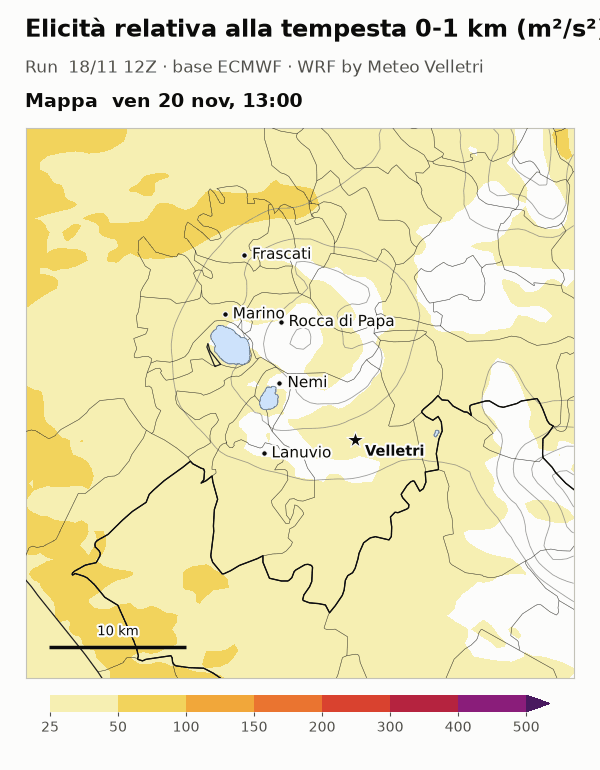 Elicità relativa alla tempesta 0-1 km (m²/s²)
Run  18/11 12Z · base ECMWF · WRF by Meteo Velletri
Mappa  ven 20 nov, 13:00
Frascati
Marino
Rocca di Papa
Nemi
Velletri
Lanuvio
10 km
25 50 100 150 200 300 400 500